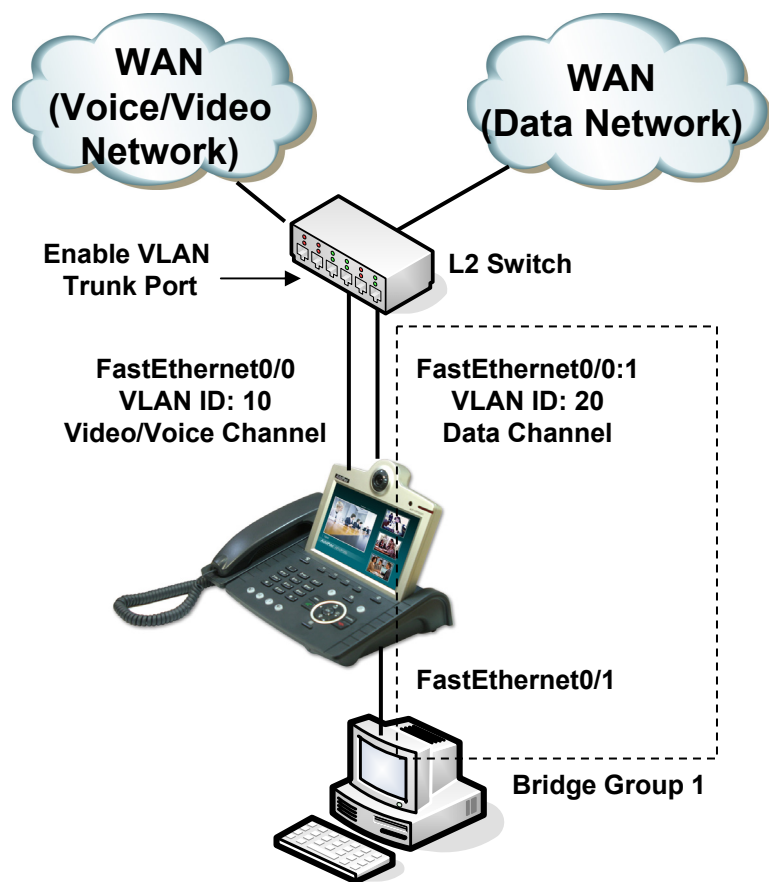 WAN
(Voice/Video
Network)
WAN
(Data Network)
Enable VLAN
Trunk Port
L2 Switch
FastEthernet0/0
VLAN ID: 10
Video/Voice Channel
FastEthernet0/0:1
VLAN ID: 20
Data Channel
FastEthernet0/1
Bridge Group 1